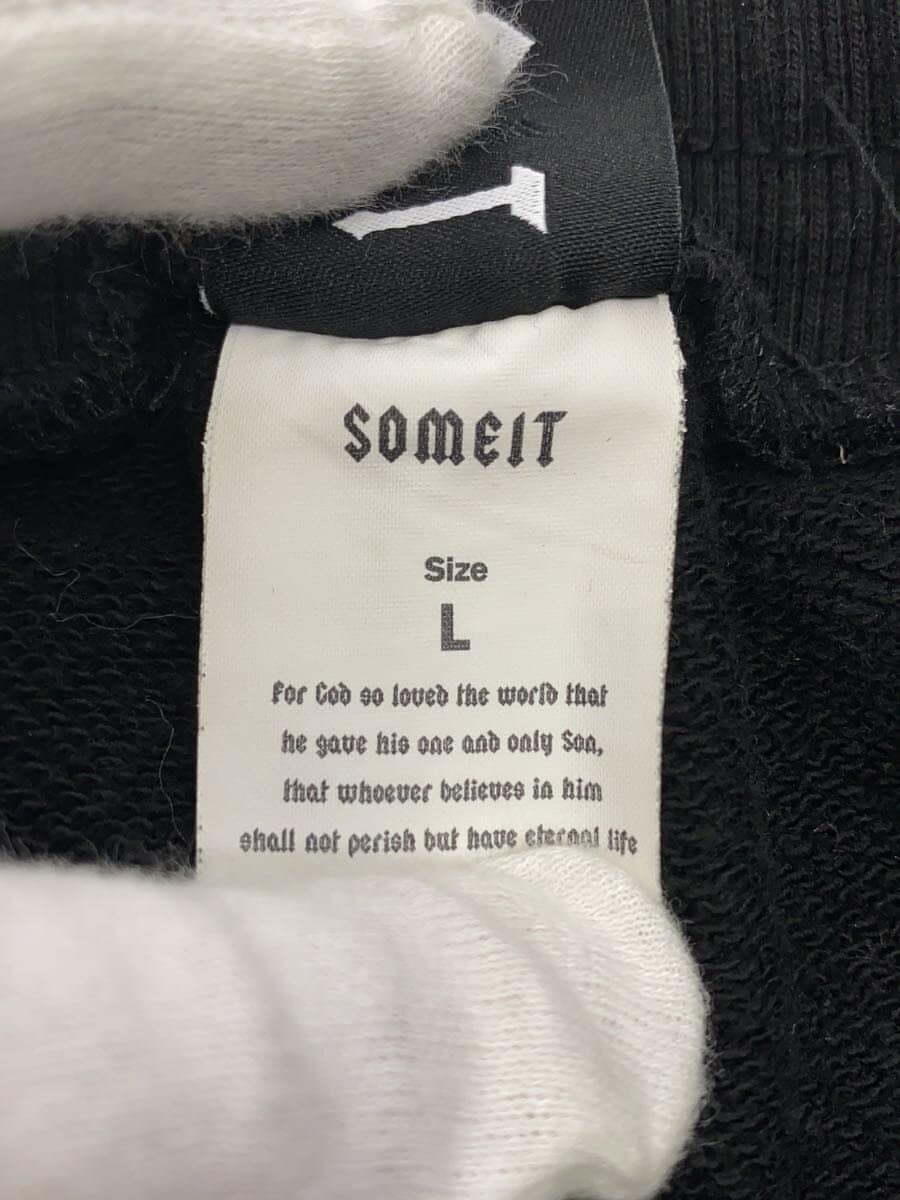 SOMEIT
Size
L
For God so loved the world that
he gave his one and only Son,
that whoever believes in him
shall not perish but have eternal life